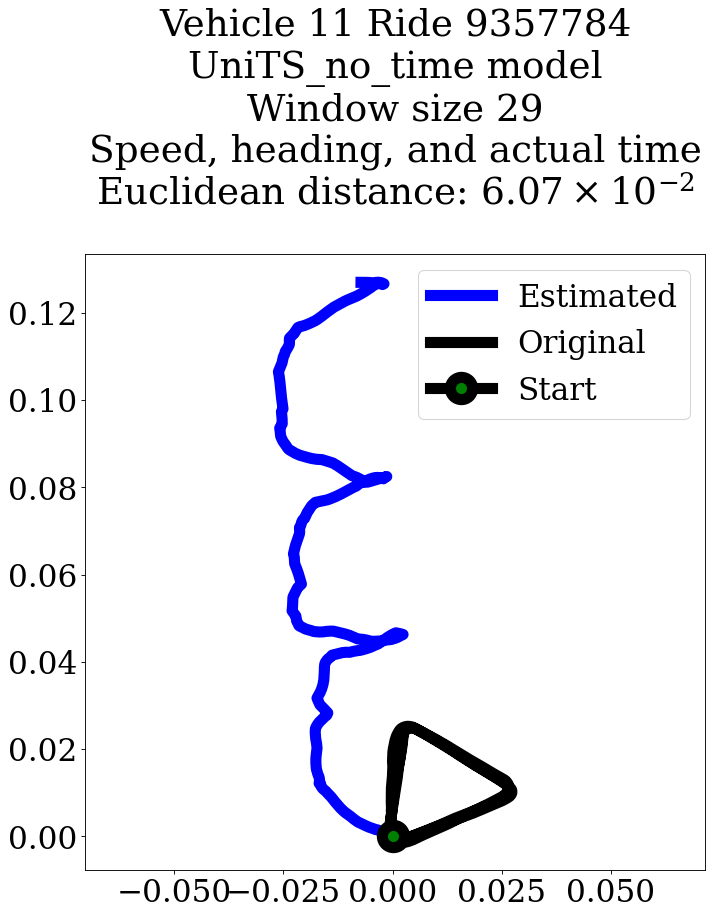 Vehicle 11 Ride 9357784
UniTS_no_time model
Window size 29
Speed, heading, and actual time
Euclidean distance: 6.07 × 10⁻²
Estimated
Original
Start
0.12
0.10
0.08
0.06
0.04
0.02
0.00
−0.050 −0.025 0.000 0.025 0.050